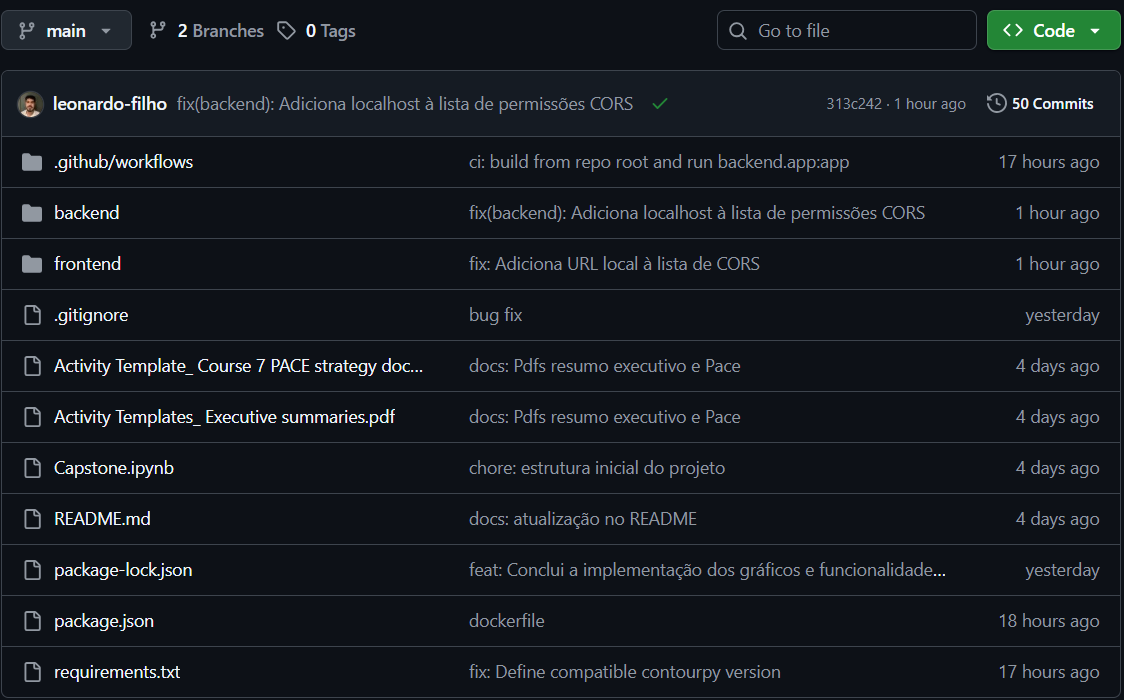 main 2 Branches 0 Tags Go to file Code
leonardo-filho fix(backend): Adiciona localhost à lista de permissões CORS 313c242 · 1 hour ago 50 Commits
.github/workflows ci: build from repo root and run backend.app:app 17 hours ago
backend fix(backend): Adiciona localhost à lista de permissões CORS 1 hour ago
frontend fix: Adiciona URL local à lista de CORS 1 hour ago
.gitignore bug fix yesterday
Activity Template_ Course 7 PACE strategy doc... docs: Pdfs resumo executivo e Pace 4 days ago
Activity Templates_ Executive summaries.pdf docs: Pdfs resumo executivo e Pace 4 days ago
Capstone.ipynb chore: estrutura inicial do projeto 4 days ago
README.md docs: atualização no README 4 days ago
package-lock.json feat: Conclui a implementação dos gráficos e funcionalidade... yesterday
package.json dockerfile 18 hours ago
requirements.txt fix: Define compatible contourpy version 17 hours ago